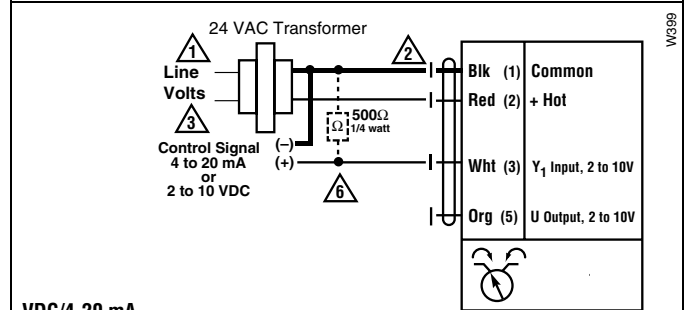 24 VAC Transformer
W399
1
Line
Volts
2
Blk (1) Common
Red (2) + Hot
3
500Ω
Ω
1/4 watt
Control Signal
4 to 20 mA
or
2 to 10 VDC
(–)
(+)
6
Wht (3) Y1 Input, 2 to 10V
Org (5) U Output, 2 to 10V
VDC/4-20 mA